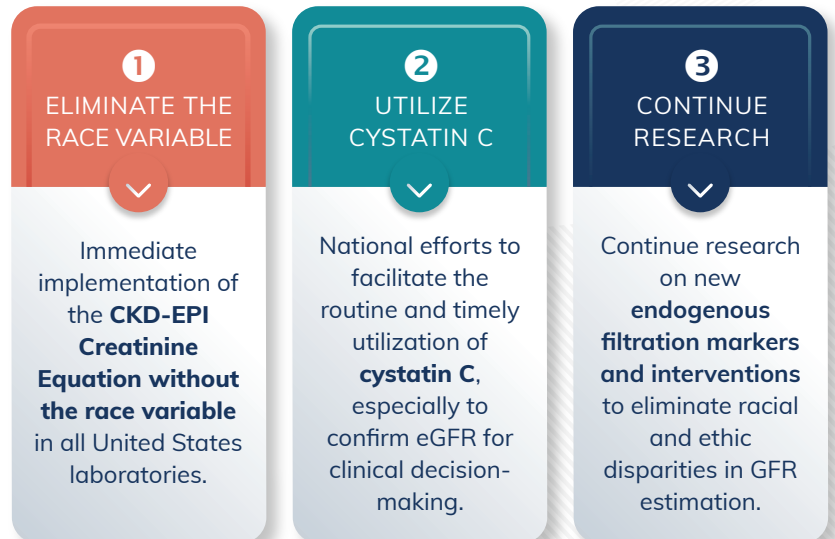 1
ELIMINATE THE
RACE VARIABLE
Immediate
implementation of
the CKD-EPI
Creatinine
Equation without
the race variable
in all United States
laboratories.
2
UTILIZE
CYSTATIN C
National efforts to
facilitate the
routine and timely
utilization of
cystatin C,
especially to
confirm eGFR for
clinical decision-
making.
3
CONTINUE
RESEARCH
Continue research
on new
endogenous
filtration markers
and interventions
to eliminate racial
and ethic
disparities in GFR
estimation.